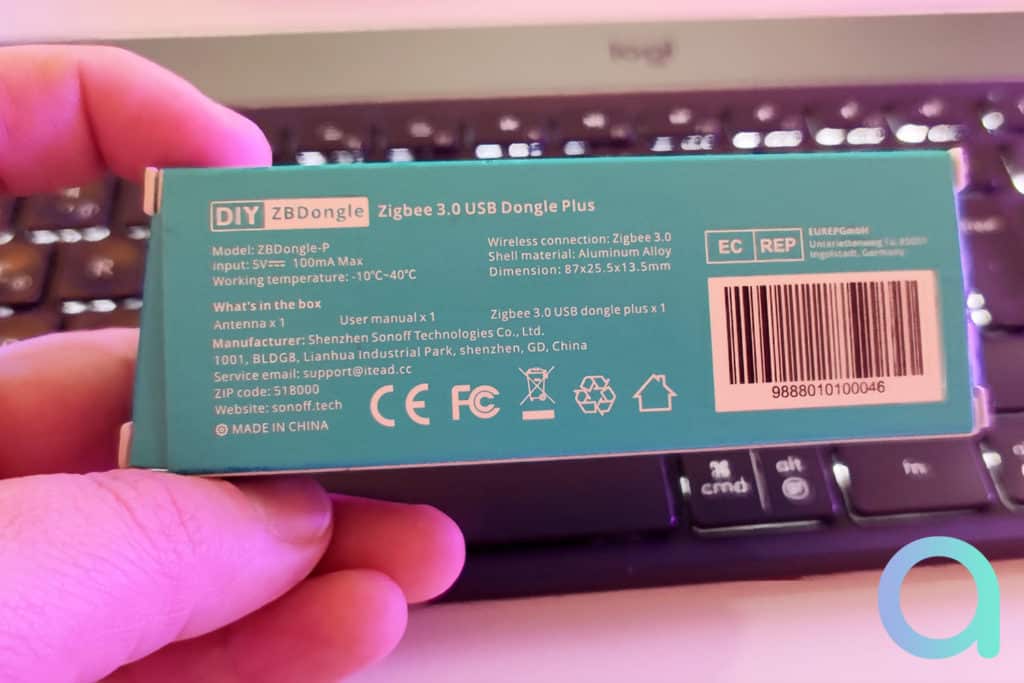 logi
DIY ZBDongle Zigbee 3.0 USB Dongle Plus
Model: ZBDongle-P
Input: 5V⎓ 100mA Max
Working temperature: -10℃~40℃
Wireless connection: Zigbee 3.0
Shell material: Aluminum Alloy
Dimension: 87x25.5x13.5mm
EC REP
EUREPGmbH
Unterlettenweg 1a, 85051
Ingolstadt, Germany
What's in the box
Antenna x 1 User manual x 1 Zigbee 3.0 USB dongle plus x 1
Manufacturer: Shenzhen Sonoff Technologies Co., Ltd.
1001, BLDG8, Lianhua Industrial Park, shenzhen, GD, China
Service email: support@itead.cc
ZIP code: 518000
Website: sonoff.tech
MADE IN CHINA
CE FC
9888010100046
cmd
alt
fn
a